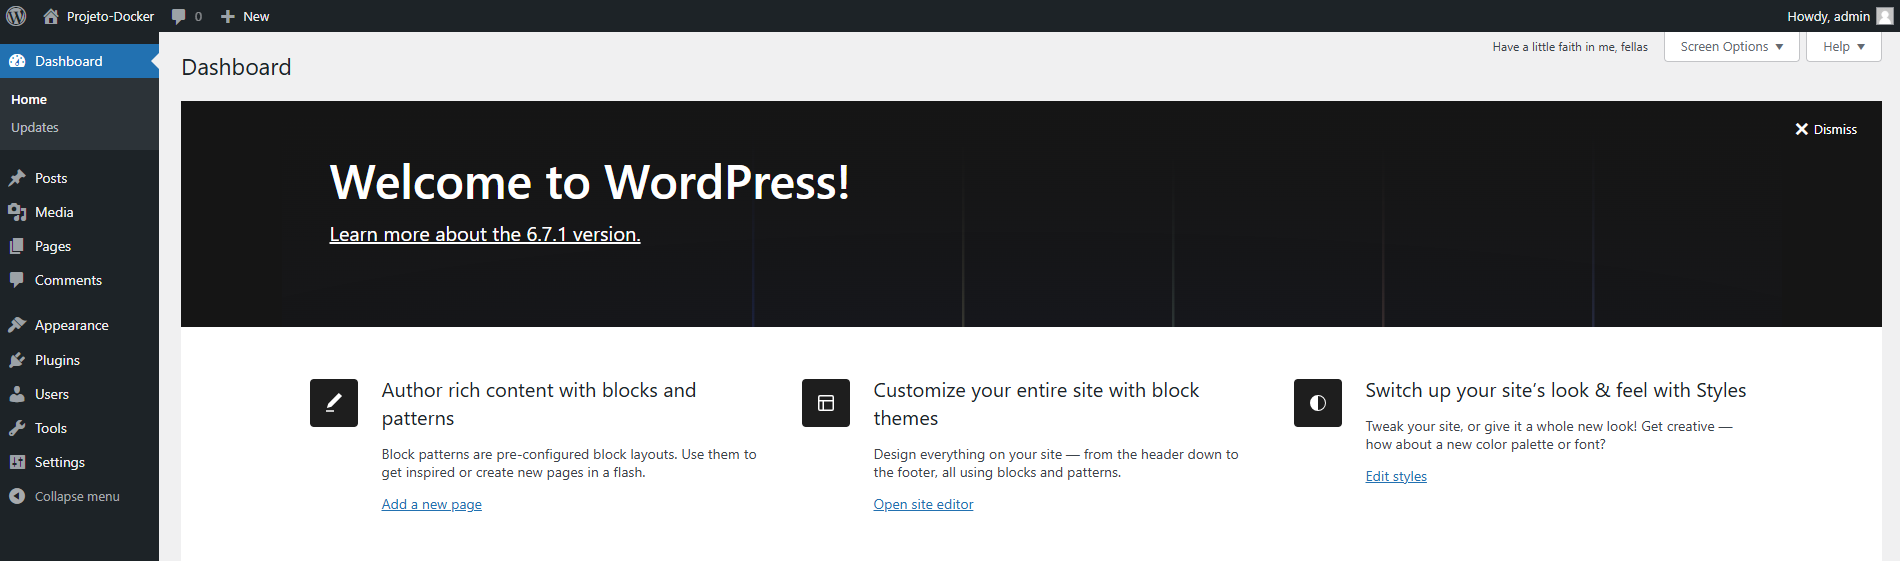 Projeto-Docker
0
New
Howdy, admin
Dashboard
Home
Updates
Posts
Media
Pages
Comments
Appearance
Plugins
Users
Tools
Settings
Collapse menu
Have a little faith in me, fellas
Screen Options
Help
Dashboard
Dismiss
Welcome to WordPress!
Learn more about the 6.7.1 version.
Author rich content with blocks and
patterns
Block patterns are pre-configured block layouts. Use them to
get inspired or create new pages in a flash.
Add a new page
Customize your entire site with block
themes
Design everything on your site — from the header down to
the footer, all using blocks and patterns.
Open site editor
Switch up your site’s look & feel with Styles
Tweak your site, or give it a whole new look! Get creative —
how about a new color palette or font?
Edit styles